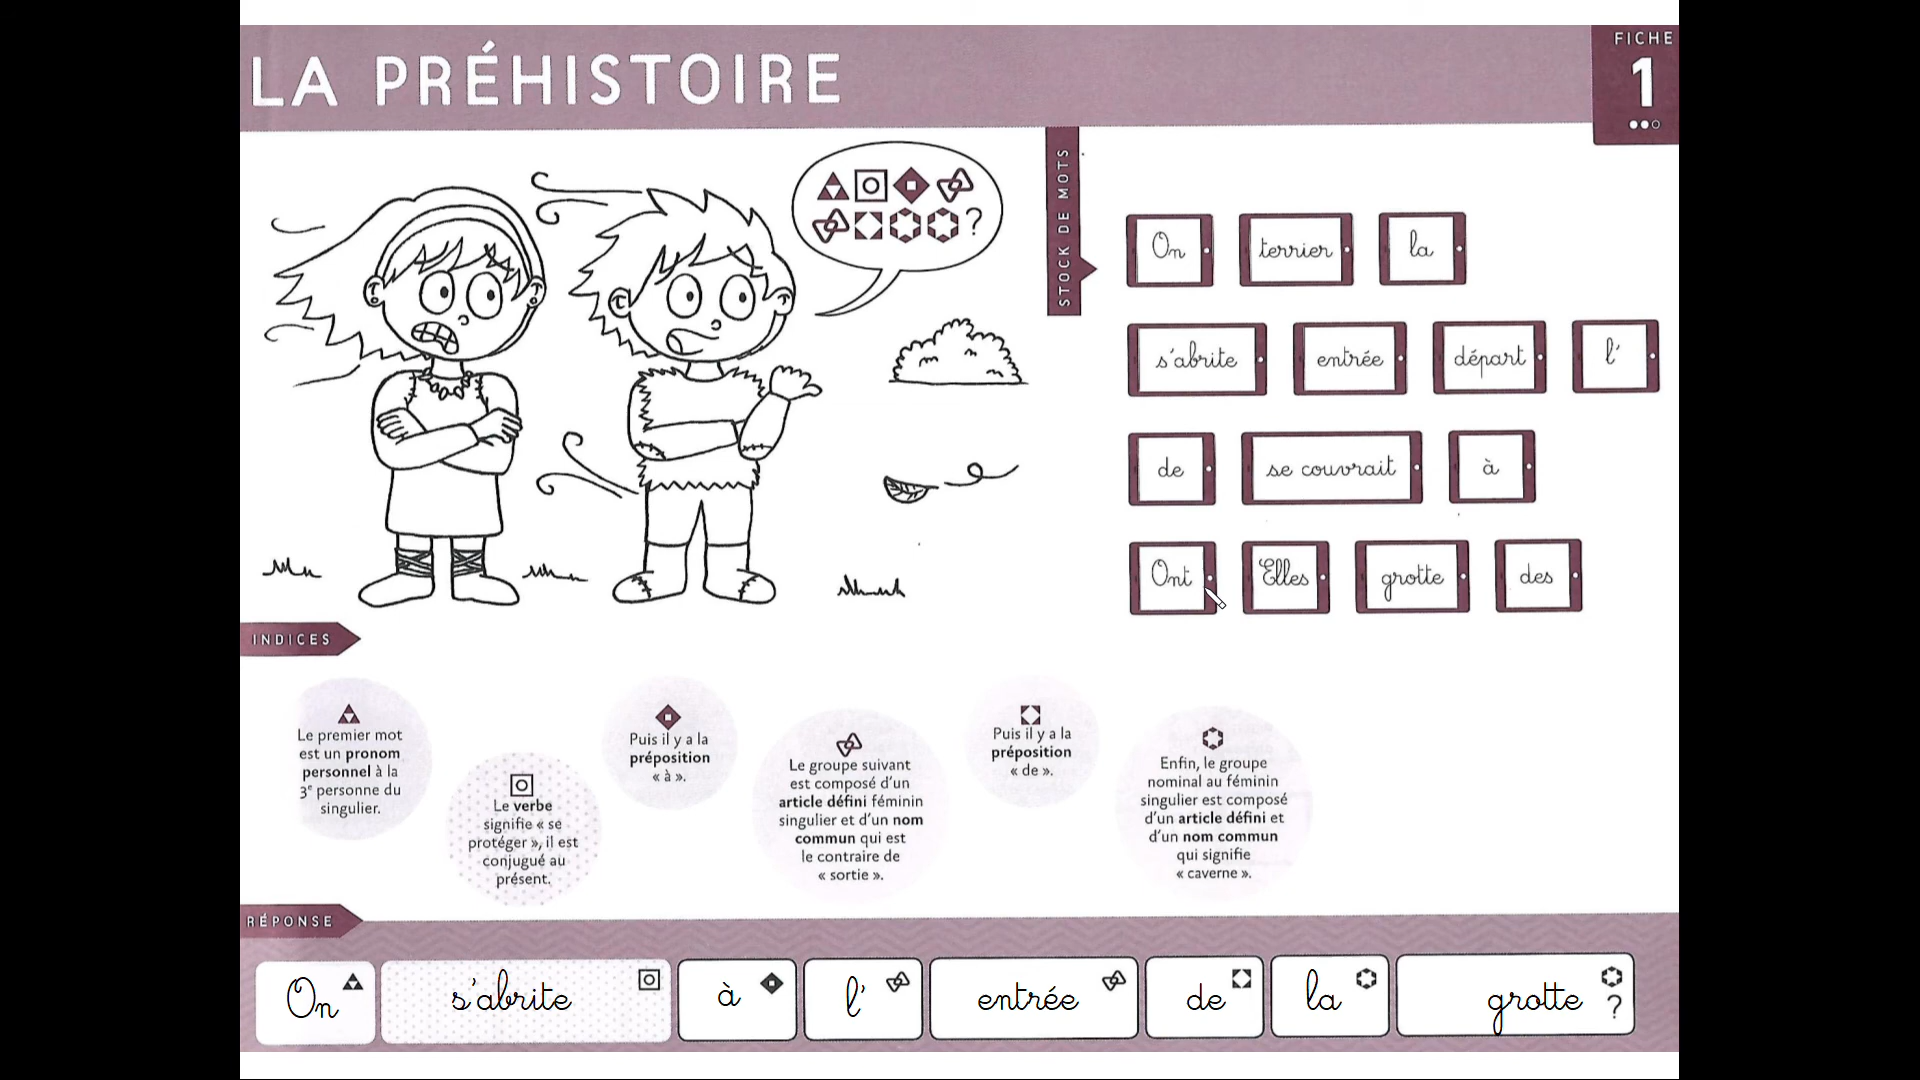 LA PRÉHISTOIRE
FICHE
1
?
STOCK DE MOTS
On terrier la
s'abrite entrée départ l'
de se couvrait à
Ont Elles grotte des
INDICES
Le premier mot
est un pronom
personnel à la
3e personne du
singulier.
Le verbe
signifie « se
protéger », il est
conjugué au
présent.
Puis il y a la
préposition
« à ».
Le groupe suivant
est composé d'un
article défini féminin
singulier et d'un nom
commun qui est
le contraire de
« sortie ».
Puis il y a la
préposition
« de ».
Enfin, le groupe
nominal au féminin
singulier est composé
d'un article défini et
d'un nom commun
qui signifie
« caverne ».
RÉPONSE
On s'abrite à l' entrée de la grotte ?